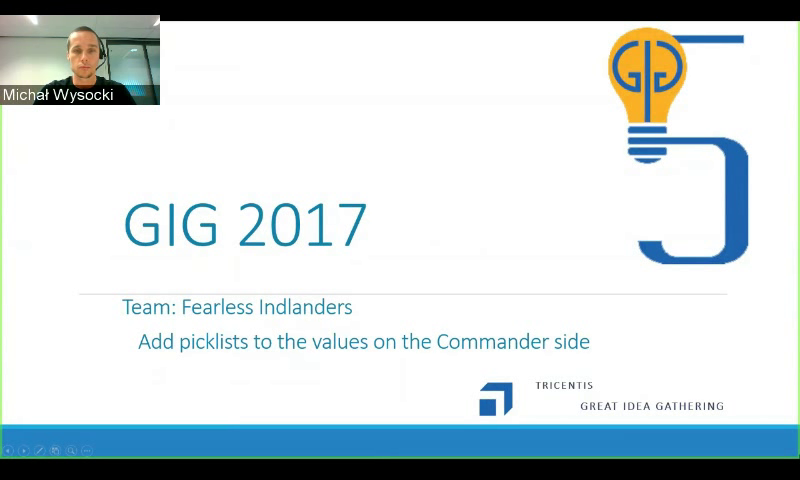 Michał Wysocki
GIG
5
GIG 2017
Team: Fearless Indlanders
Add picklists to the values on the Commander side
TRICENTIS
GREAT IDEA GATHERING